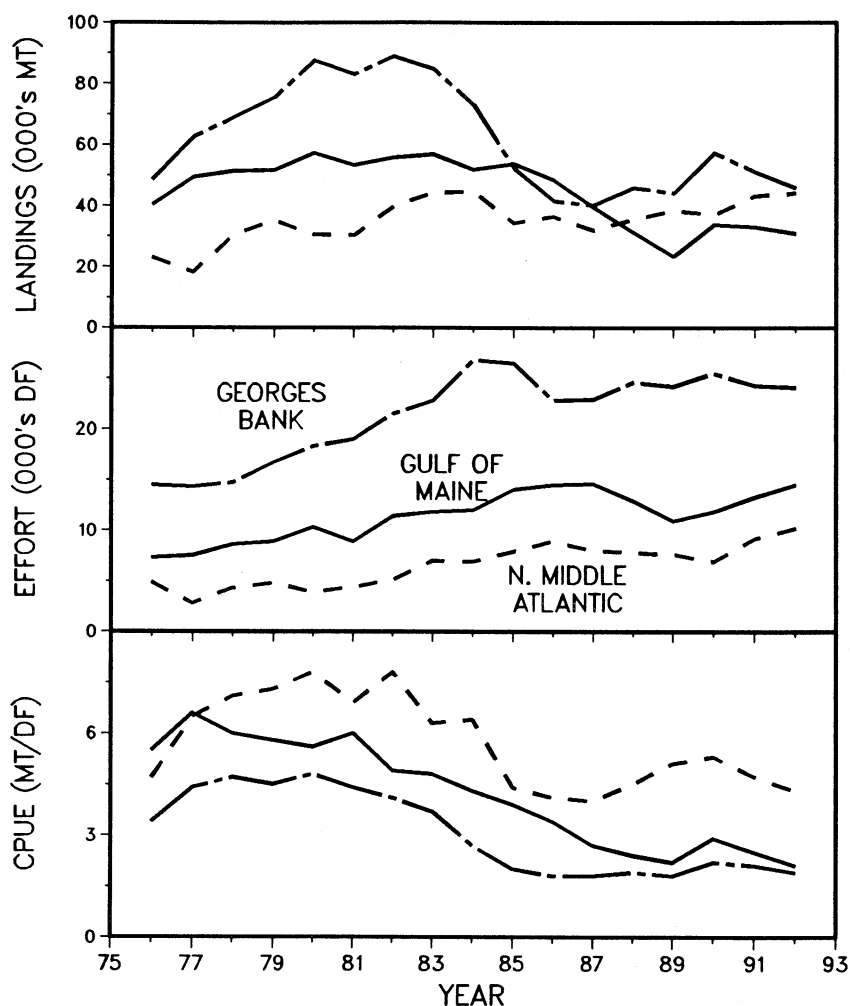 100
80
60
40
20
0
LANDINGS (000's MT)
GEORGES
BANK
GULF OF
MAINE
N. MIDDLE
ATLANTIC
20
10
0
EFFORT (000's DF)
6
3
0
CPUE (MT/DF)
75 77 79 81 83 85 87 89 91 93
YEAR